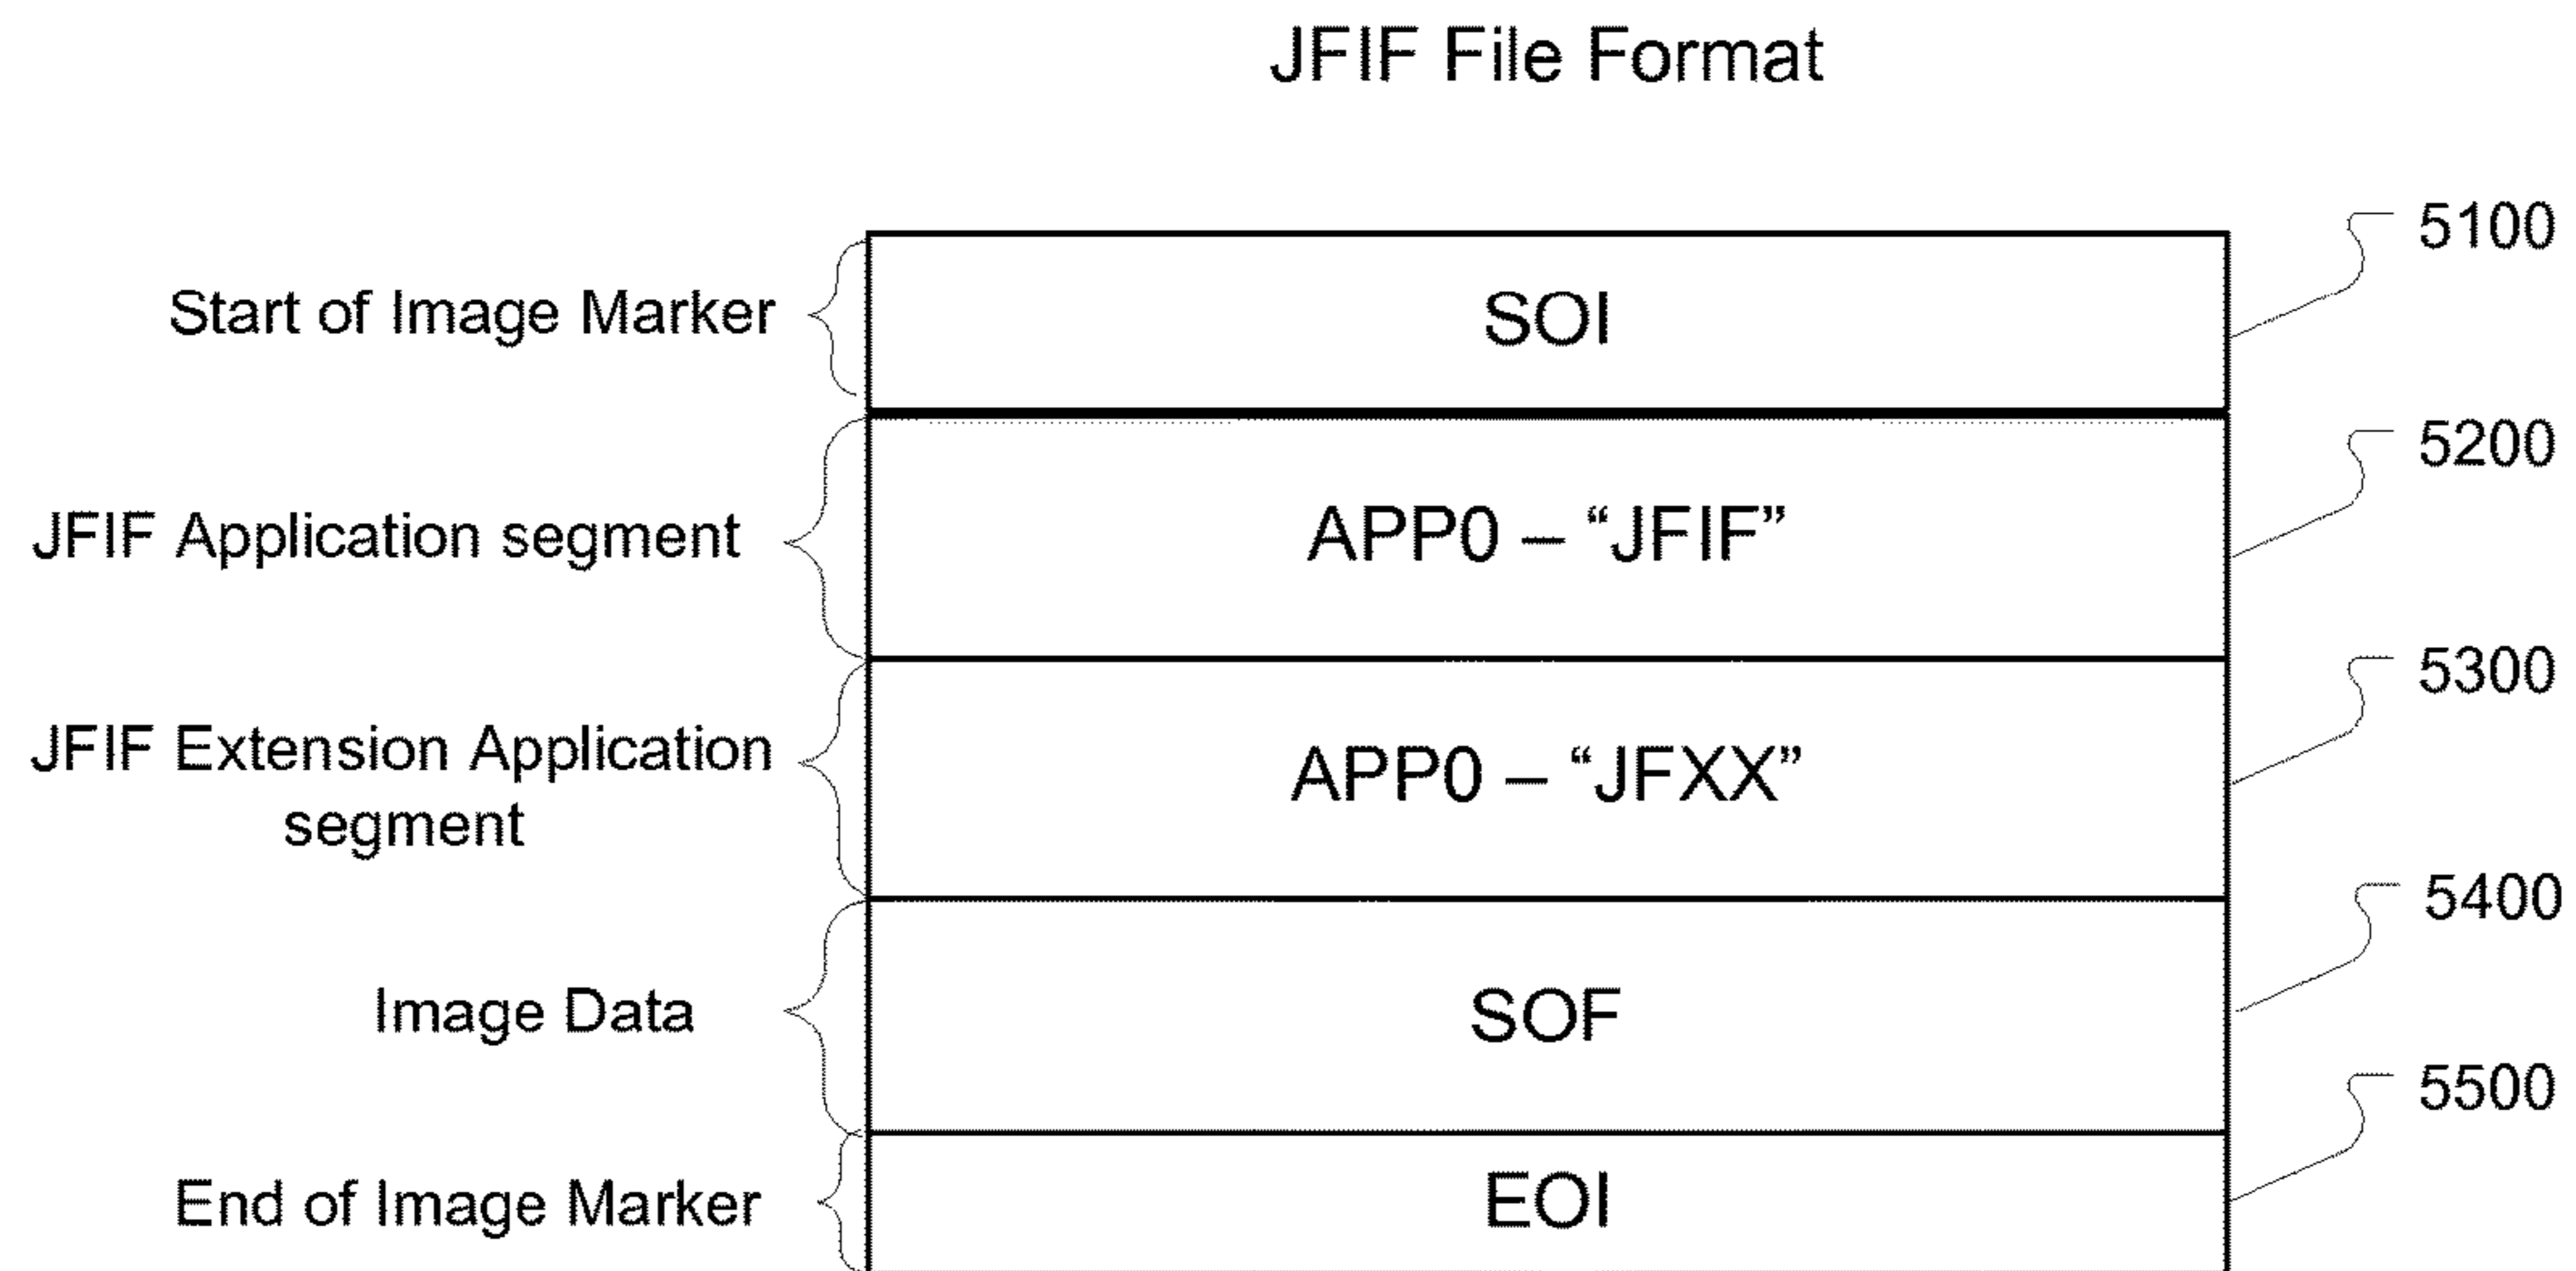 JFIF File Format
5100
Start of Image Marker
SOI
5200
JFIF Application segment
APP0 – “JFIF”
5300
JFIF Extension Application
segment
APP0 – “JFXX”
5400
Image Data
SOF
5500
End of Image Marker
EOI